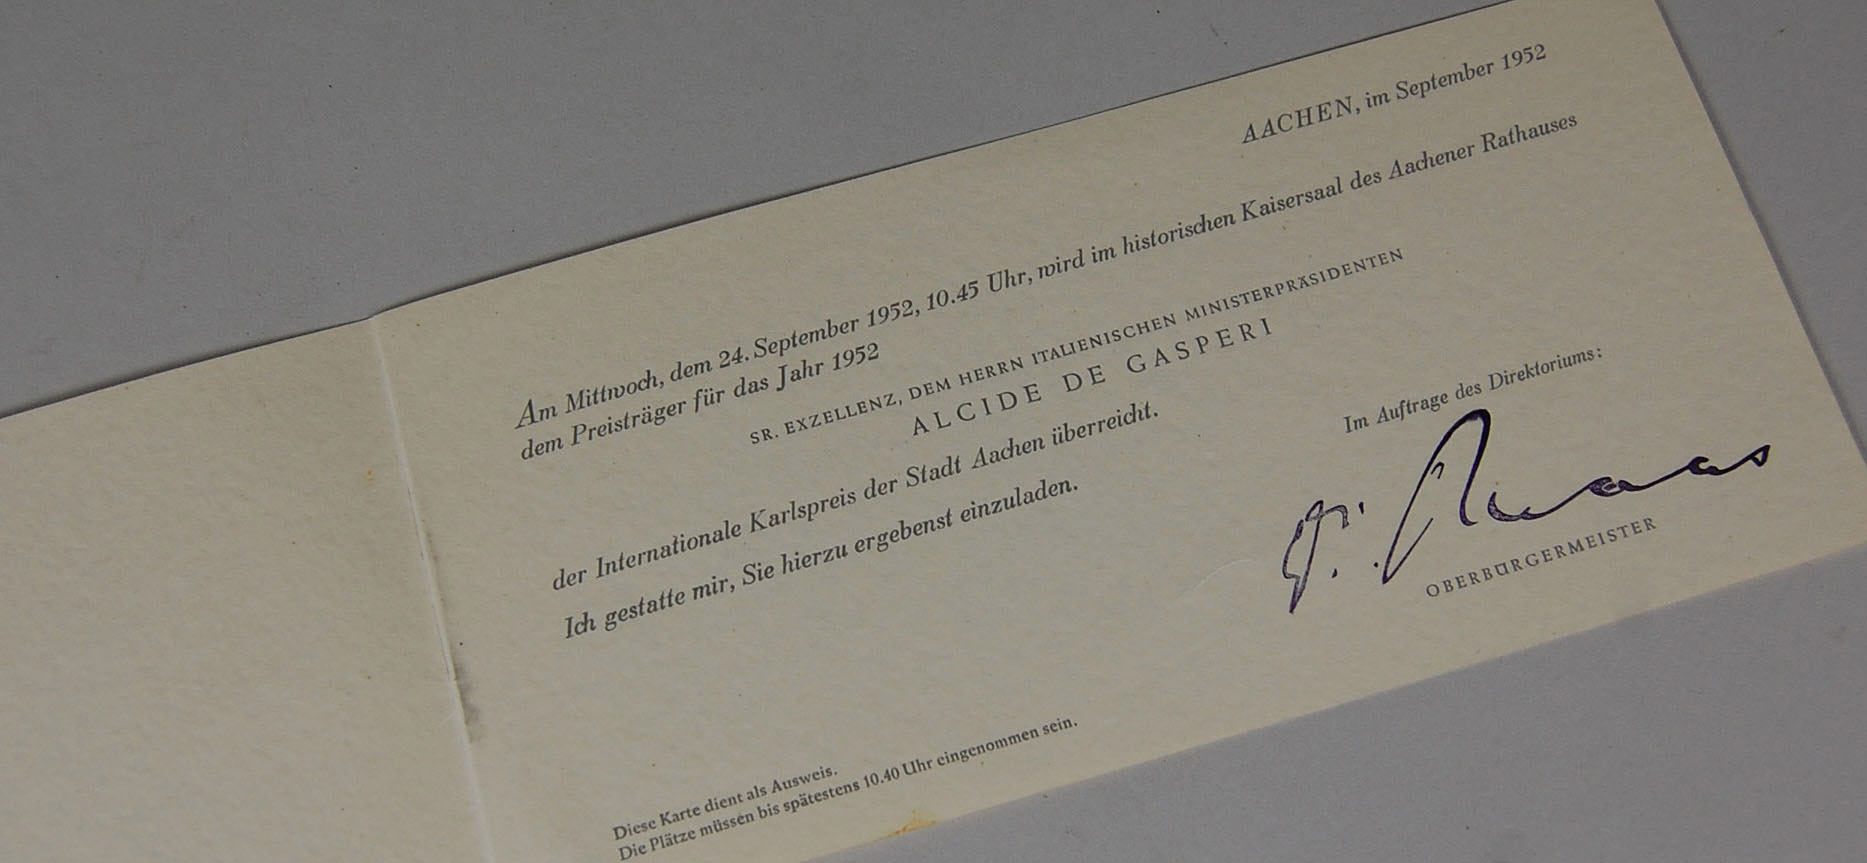 AACHEN, im September 1952
Am Mittwoch, dem 24. September 1952, 10.45 Uhr, wird im historischen Kaisersaal des Aachener Rathauses
dem Preisträger für das Jahr 1952
SR. EXZELLENZ, DEM HERRN ITALIENISCHEN MINISTERPRÄSIDENTEN
ALCIDE DE GASPERI
der Internationale Karlspreis der Stadt Aachen überreicht.
Ich gestatte mir, Sie hierzu ergebenst einzuladen.
Im Auftrage des Direktoriums:
OBERBÜRGERMEISTER
Diese Karte dient als Ausweis.
Die Plätze müssen bis spätestens 10.40 Uhr eingenommen sein.